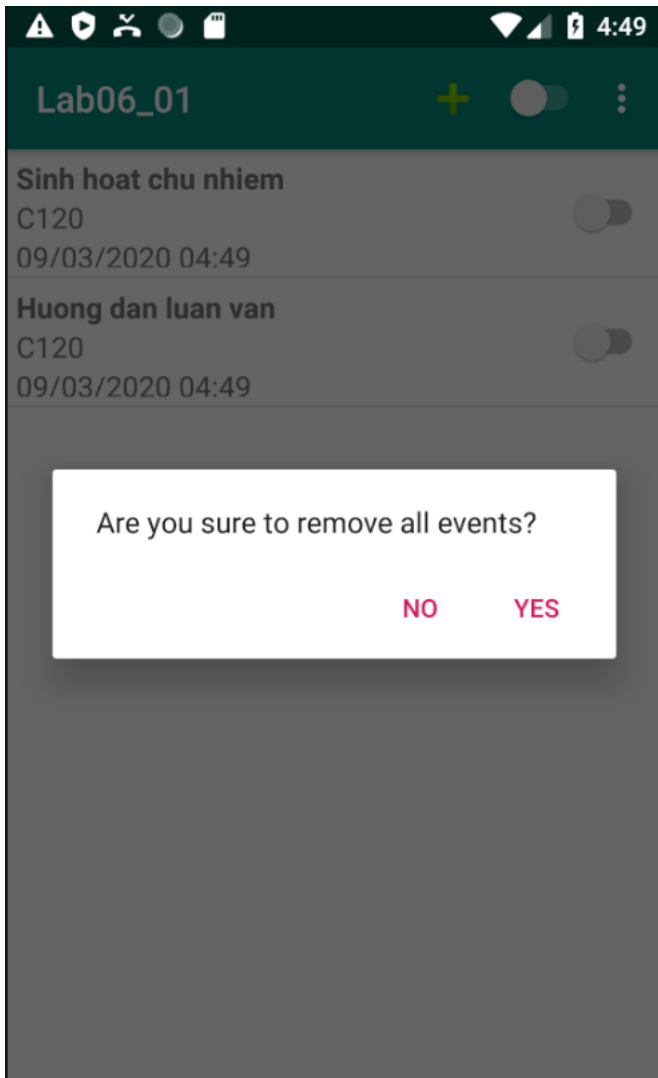 4:49
Lab06_01
Sinh hoat chu nhiem
C120
09/03/2020 04:49
Huong dan luan van
C120
09/03/2020 04:49
Are you sure to remove all events?
NO YES